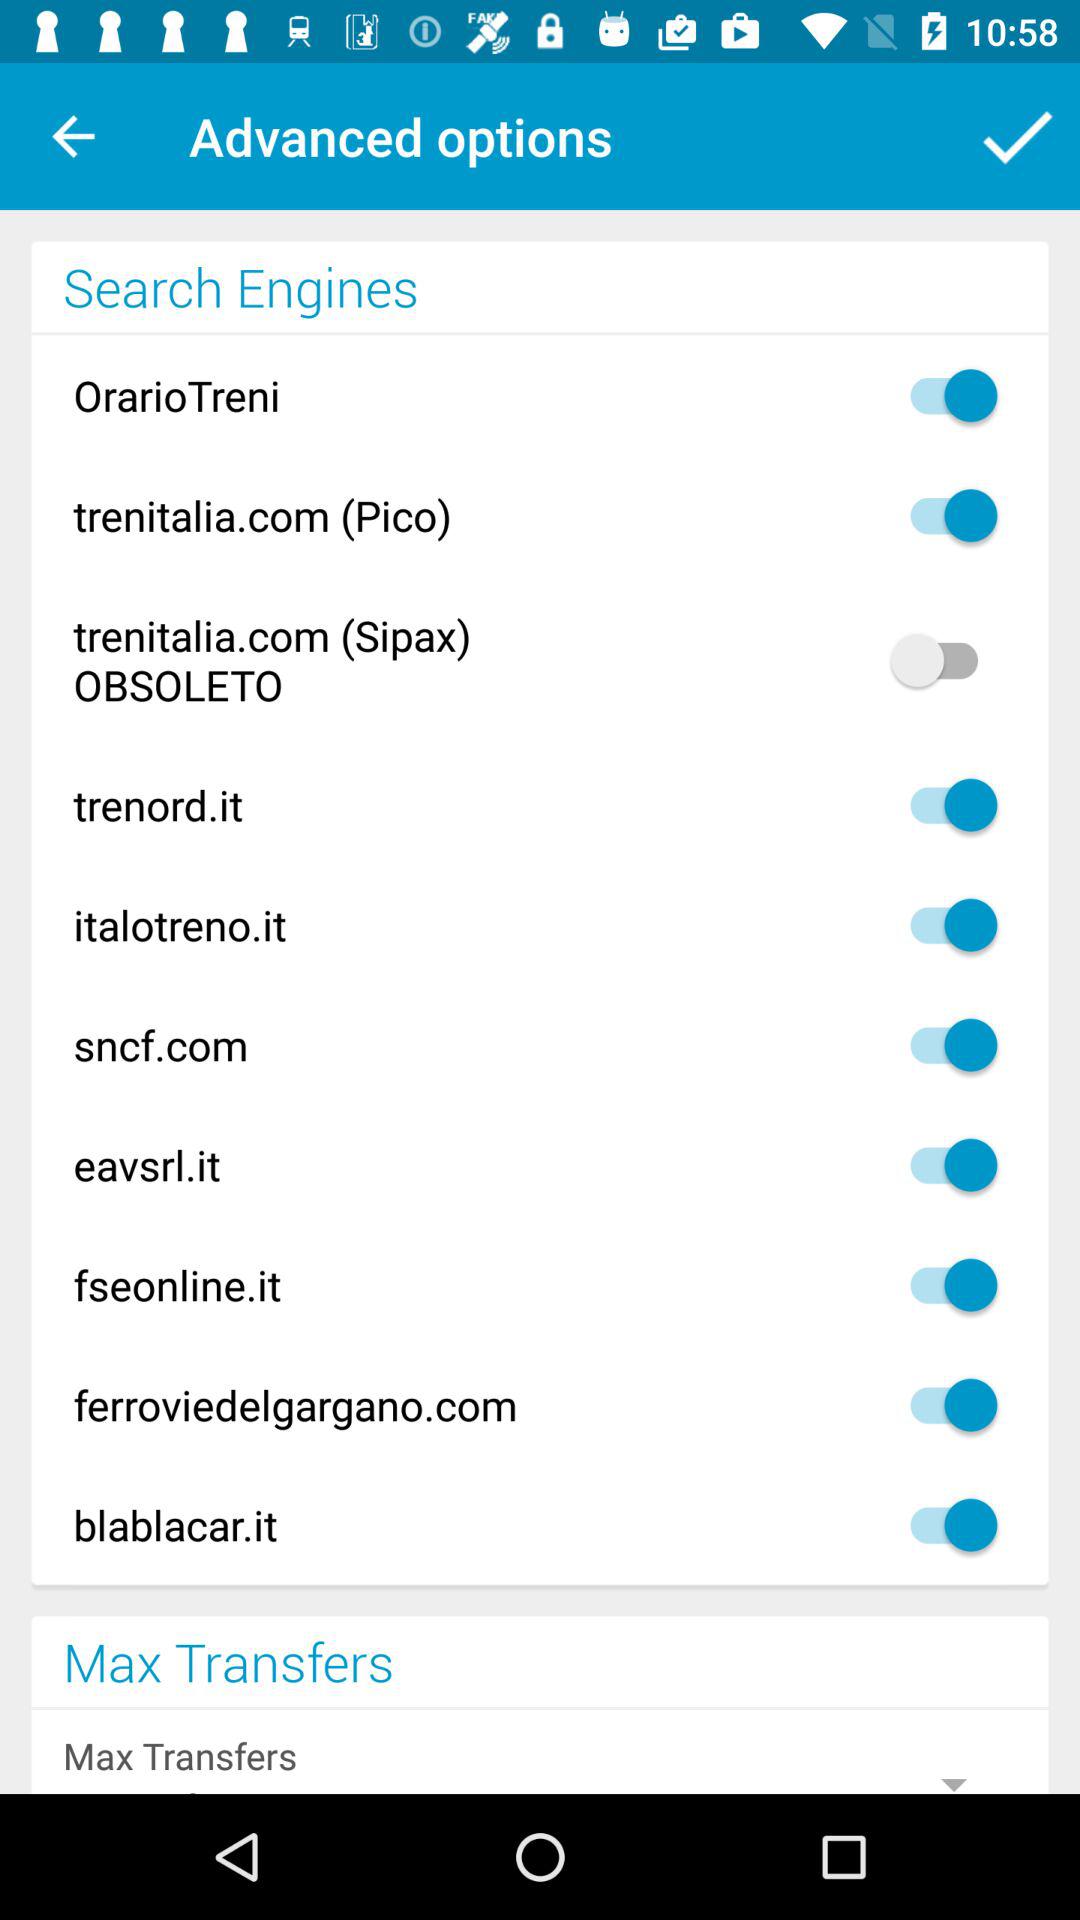 FAKE
10:58
Advanced options
Search Engines
OrarioTreni
trenitalia.com (Pico)
trenitalia.com (Sipax)
OBSOLETO
trenord.it
italotreno.it
sncf.com
eavsrl.it
fseonline.it
ferroviedelgargano.com
blablacar.it
Max Transfers
Max Transfers